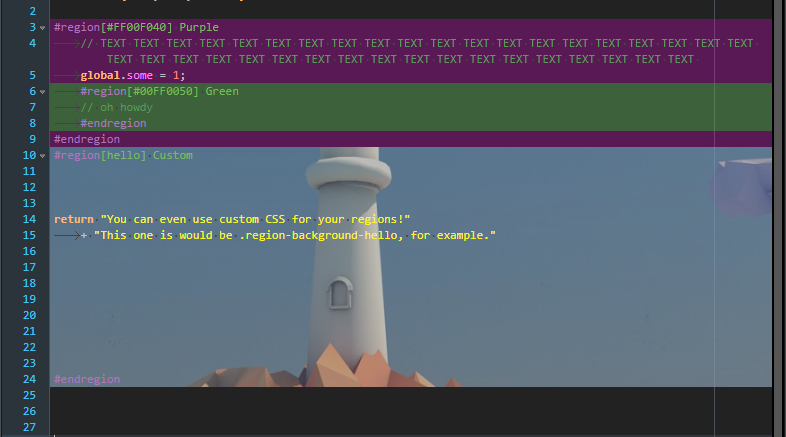 2
3 #region[#FF00F040] Purple
4 // TEXT TEXT TEXT TEXT TEXT TEXT TEXT TEXT TEXT TEXT TEXT TEXT TEXT TEXT TEXT TEXT TEXT TEXT TEXT TEXT
TEXT TEXT TEXT TEXT TEXT TEXT TEXT TEXT TEXT TEXT TEXT TEXT TEXT TEXT TEXT TEXT TEXT TEXT
5 global.some = 1;
6 #region[#00FF0050] Green
7 // oh howdy
8 #endregion
9 #endregion
10 #region[hello] Custom
11
12
13
14 return "You can even use custom CSS for your regions!"
15 + "This one is would be .region-background-hello, for example."
16
17
18
19
20
21
22
23
24 #endregion
25
26
27